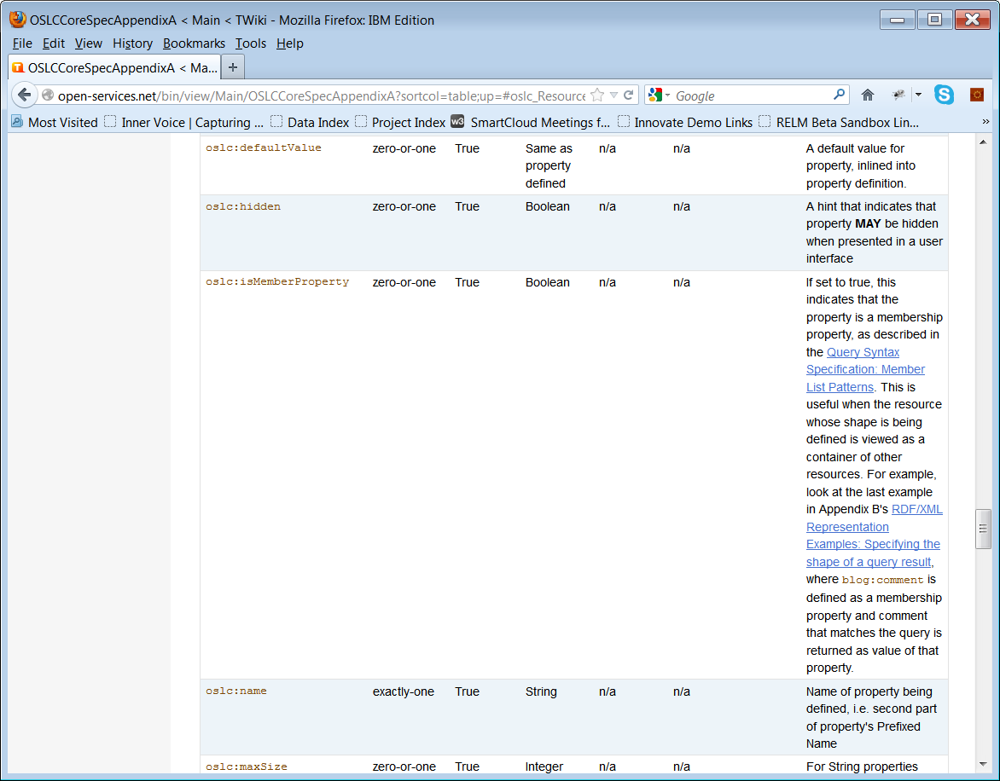 OSLCCoreSpecAppendixA < Main < TWiki - Mozilla Firefox: IBM Edition
File Edit View History Bookmarks Tools Help
OSLCCoreSpecAppendixA < Ma... +
open-services.net/bin/view/Main/OSLCCoreSpecAppendixA?sortcol=table;up=#oslc_Resource Google
Most Visited Inner Voice | Capturing ... Data Index Project Index w3 SmartCloud Meetings f... Innovate Demo Links RELM Beta Sandbox Lin... »
oslc:defaultValue zero-or-one True Same as n/a n/a A default value for
property property, inlined into
defined property definition.
oslc:hidden zero-or-one True Boolean n/a n/a A hint that indicates that
property MAY be hidden
when presented in a user
interface
oslc:isMemberProperty zero-or-one True Boolean n/a n/a If set to true, this
indicates that the
property is a membership
property, as described in
the Query Syntax
Specification: Member
List Patterns. This is
useful when the resource
whose shape is being
defined is viewed as a
container of other
resources. For example,
look at the last example
in Appendix B's RDF/XML
Representation
Examples: Specifying the
shape of a query result,
where blog:comment is
defined as a membership
property and comment
that matches the query is
returned as value of that
property.
oslc:name exactly-one True String n/a n/a Name of property being
defined, i.e. second part
of property's Prefixed
Name
oslc:maxSize zero-or-one True Integer n/a n/a For String properties